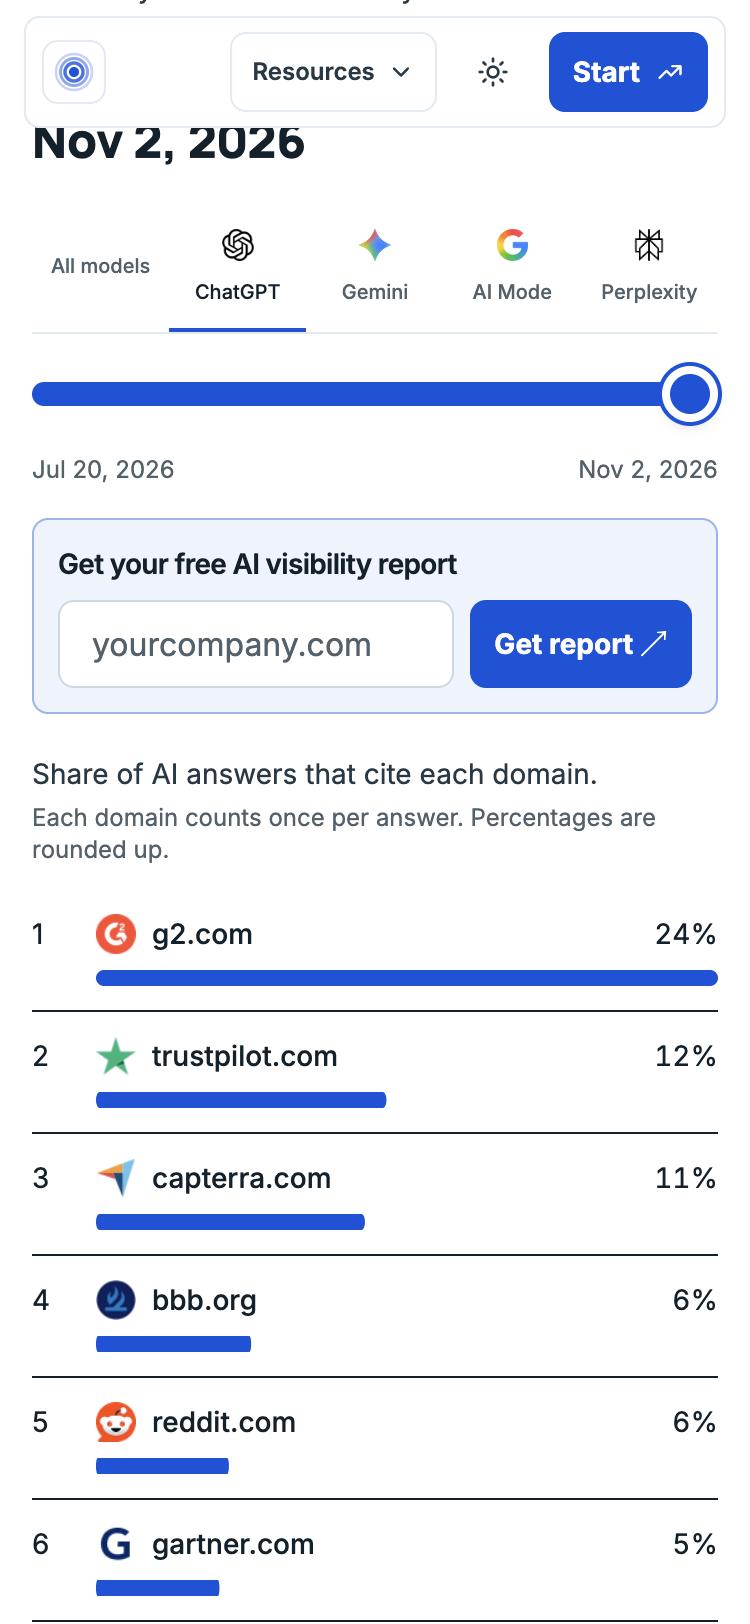 Resources
Start
Nov 2, 2026
All models
ChatGPT
Gemini
AI Mode
Perplexity
Jul 20, 2026
Nov 2, 2026
Get your free AI visibility report
yourcompany.com
Get report
Share of AI answers that cite each domain.
Each domain counts once per answer. Percentages are
rounded up.
1 g2.com 24%
2 trustpilot.com 12%
3 capterra.com 11%
4 bbb.org 6%
5 reddit.com 6%
6 gartner.com 5%